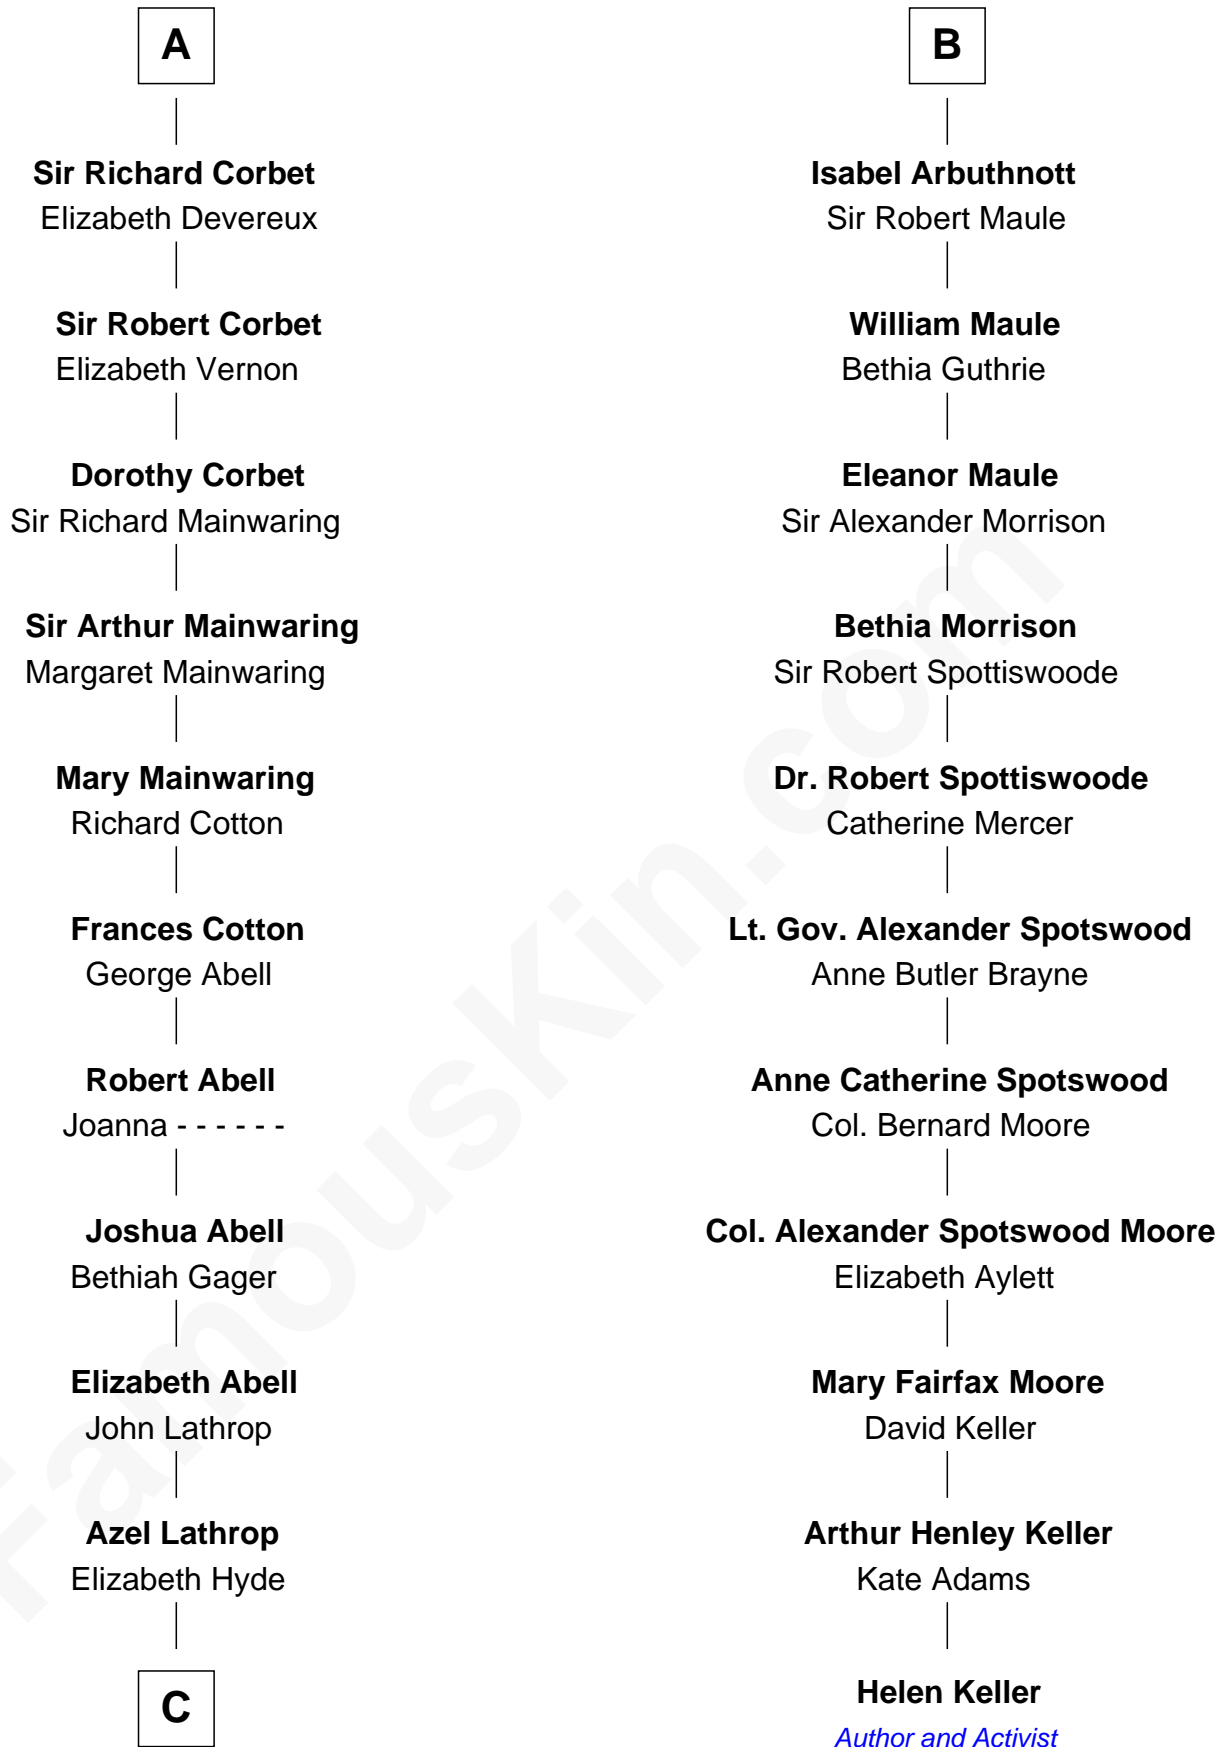 A
Sir Richard Corbet
Elizabeth Devereux
Sir Robert Corbet
Elizabeth Vernon
Dorothy Corbet
Sir Richard Mainwaring
Sir Arthur Mainwaring
Margaret Mainwaring
Mary Mainwaring
Richard Cotton
Frances Cotton
George Abell
Robert Abell
Joanna - - - - - -
Joshua Abell
Bethiah Gager
Elizabeth Abell
John Lathrop
Azel Lathrop
Elizabeth Hyde
C
B
Isabel Arbuthnott
Sir Robert Maule
William Maule
Bethia Guthrie
Eleanor Maule
Sir Alexander Morrison
Bethia Morrison
Sir Robert Spottiswoode
Dr. Robert Spottiswoode
Catherine Mercer
Lt. Gov. Alexander Spotswood
Anne Butler Brayne
Anne Catherine Spotswood
Col. Bernard Moore
Col. Alexander Spotswood Moore
Elizabeth Aylett
Mary Fairfax Moore
David Keller
Arthur Henley Keller
Kate Adams
Helen Keller
Author and Activist
FamousKin.com